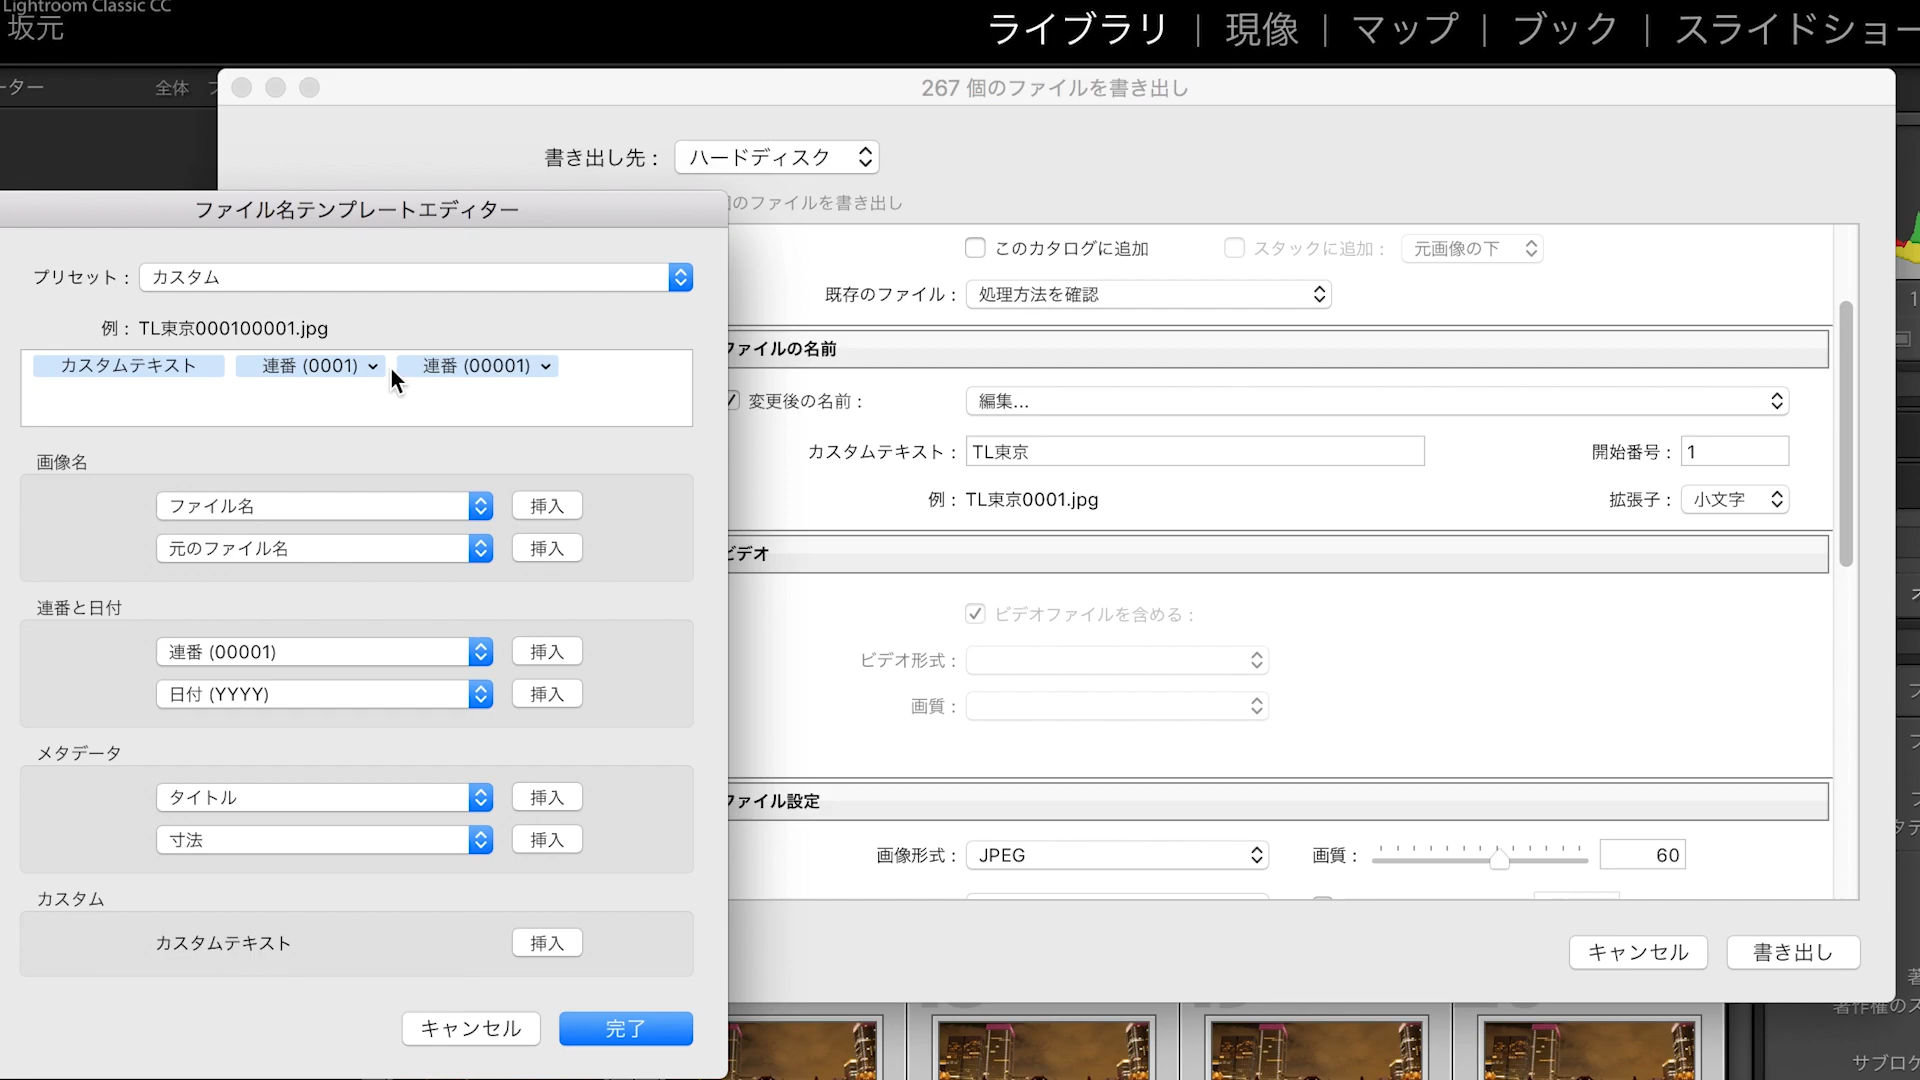 Lightroom Classic CC
坂元
ライブラリ | 現像 | マップ | ブック | スライドショー
ーター
全体
267 個のファイルを書き出し
書き出し先： ハードディスク
のファイルを書き出し
ファイル名テンプレートエディター
プリセット： カスタム
例： TL東京000100001.jpg
カスタムテキスト 連番 (0001) 連番 (00001)
画像名
ファイル名 挿入
元のファイル名 挿入
連番と日付
連番 (00001) 挿入
日付 (YYYY) 挿入
メタデータ
タイトル 挿入
寸法 挿入
カスタム
カスタムテキスト 挿入
キャンセル 完了
このカタログに追加 スタックに追加： 元画像の下
既存のファイル： 処理方法を確認
ファイルの名前
変更後の名前： 編集...
カスタムテキスト： TL東京 開始番号： 1
例： TL東京0001.jpg 拡張子： 小文字
ビデオ
ビデオファイルを含める：
ビデオ形式：
画質：
ファイル設定
画像形式： JPEG 画質： 60
キャンセル 書き出し
著作権のス
サブロケ